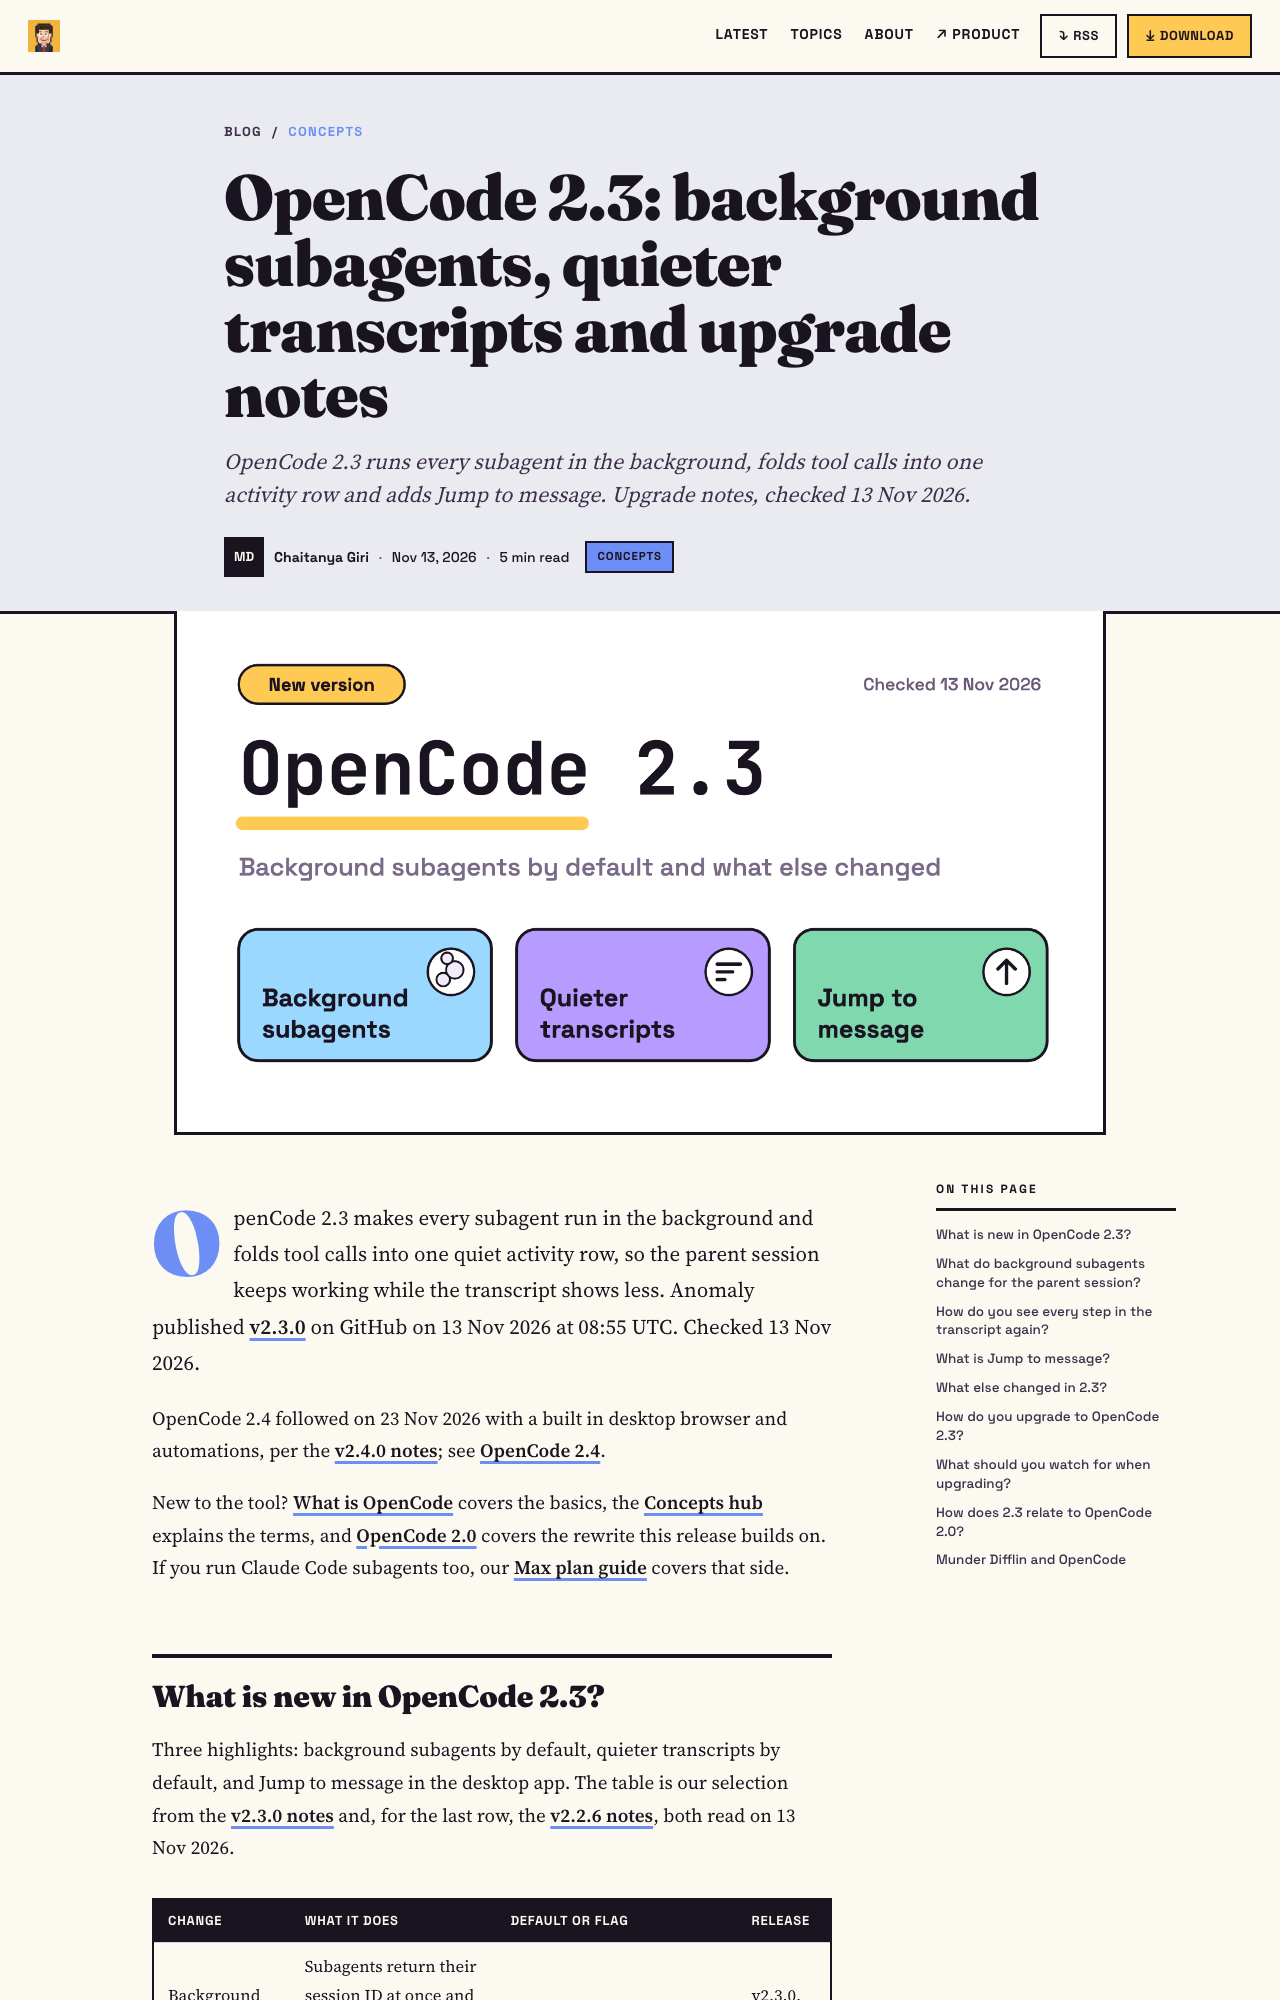 LATEST TOPICS ABOUT ↗ PRODUCT ⤵ RSS ⤓ DOWNLOAD
BLOG / CONCEPTS
OpenCode 2.3: background
subagents, quieter
transcripts and upgrade
notes
OpenCode 2.3 runs every subagent in the background, folds tool calls into one
activity row and adds Jump to message. Upgrade notes, checked 13 Nov 2026.
MD Chaitanya Giri · Nov 13, 2026 · 5 min read CONCEPTS
New version
Checked 13 Nov 2026
OpenCode 2.3
Background subagents by default and what else changed
Background
subagents
Quieter
transcripts
Jump to
message
OpenCode 2.3 makes every subagent run in the background and
folds tool calls into one quiet activity row, so the parent session
keeps working while the transcript shows less. Anomaly
published v2.3.0 on GitHub on 13 Nov 2026 at 08:55 UTC. Checked 13 Nov
2026.
OpenCode 2.4 followed on 23 Nov 2026 with a built in desktop browser and
automations, per the v2.4.0 notes; see OpenCode 2.4.
New to the tool? What is OpenCode covers the basics, the Concepts hub
explains the terms, and OpenCode 2.0 covers the rewrite this release builds on.
If you run Claude Code subagents too, our Max plan guide covers that side.
ON THIS PAGE
What is new in OpenCode 2.3?
What do background subagents
change for the parent session?
How do you see every step in the
transcript again?
What is Jump to message?
What else changed in 2.3?
How do you upgrade to OpenCode
2.3?
What should you watch for when
upgrading?
How does 2.3 relate to OpenCode
2.0?
Munder Difflin and OpenCode
What is new in OpenCode 2.3?
Three highlights: background subagents by default, quieter transcripts by
default, and Jump to message in the desktop app. The table is our selection
from the v2.3.0 notes and, for the last row, the v2.2.6 notes, both read on 13
Nov 2026.
CHANGE WHAT IT DOES DEFAULT OR FLAG RELEASE
Subagents return their
Background session ID at once and v2.3.0,